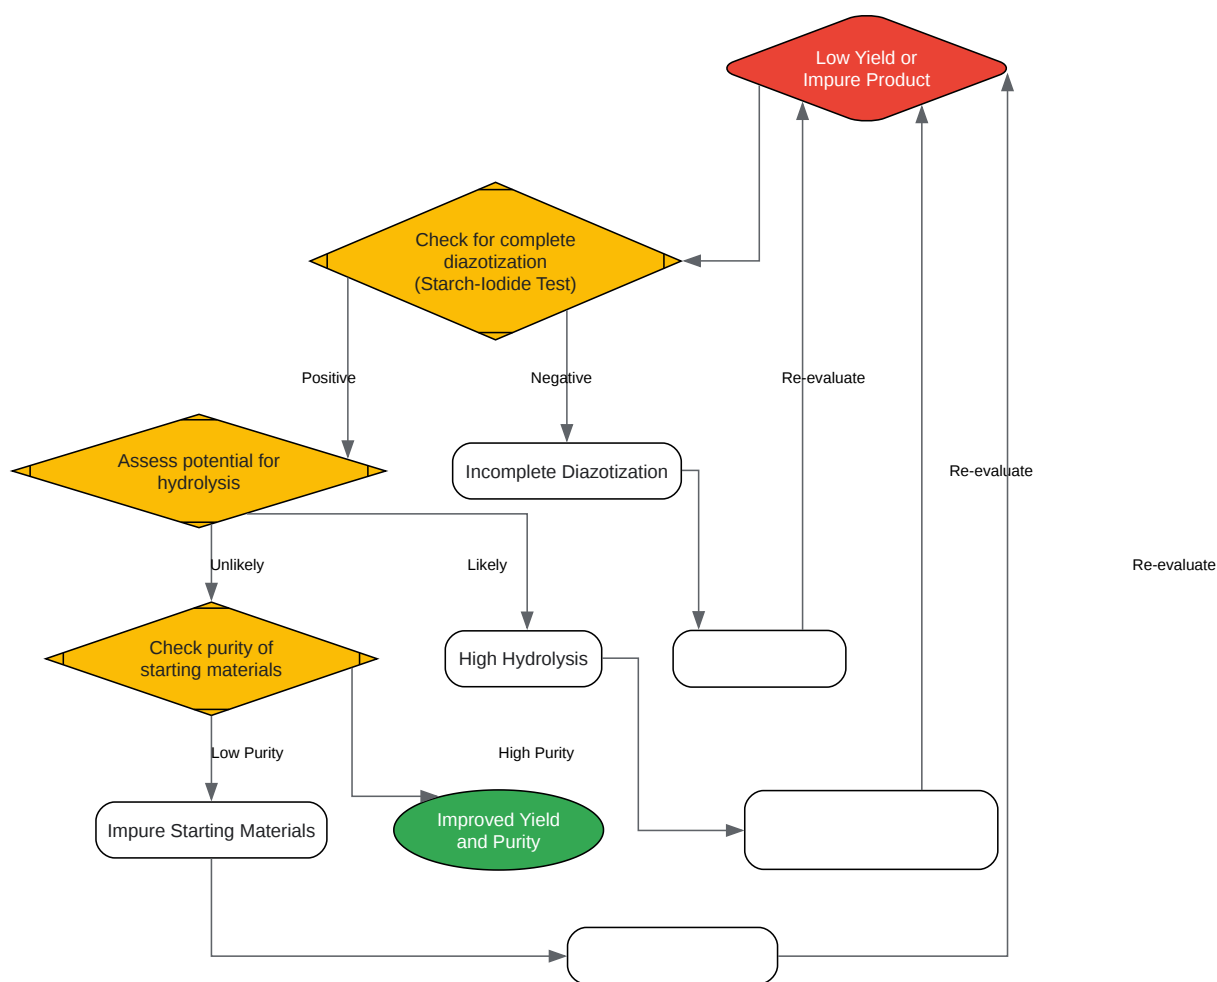 Low Yield or
Impure Product
Check for complete
diazotization
(Starch-Iodide Test)
Positive
Negative
Re-evaluate
Assess potential for
hydrolysis
Incomplete Diazotization
Re-evaluate
Unlikely
Likely
Re-evaluate
Check purity of
starting materials
High Hydrolysis
Low Purity
High Purity
Impure Starting Materials
Improved Yield
and Purity